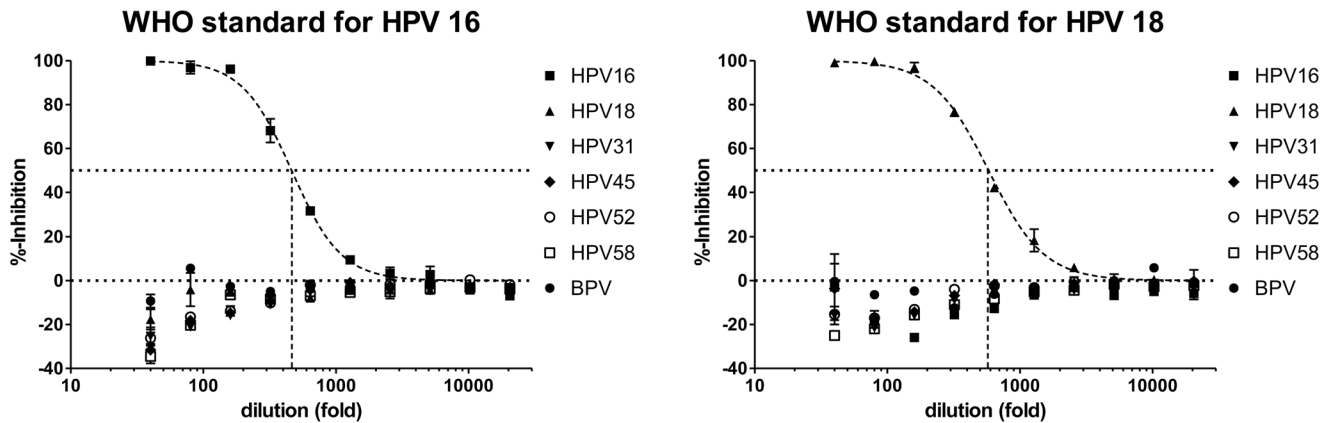 WHO standard for HPV 16
%-Inhibition
100
80
60
40
20
0
-20
-40
10
100
1000
10000
dilution (fold)
HPV16
HPV18
HPV31
HPV45
HPV52
HPV58
BPV
WHO standard for HPV 18
%-Inhibition
100
80
60
40
20
0
-20
-40
10
100
1000
10000
dilution (fold)
HPV16
HPV18
HPV31
HPV45
HPV52
HPV58
BPV